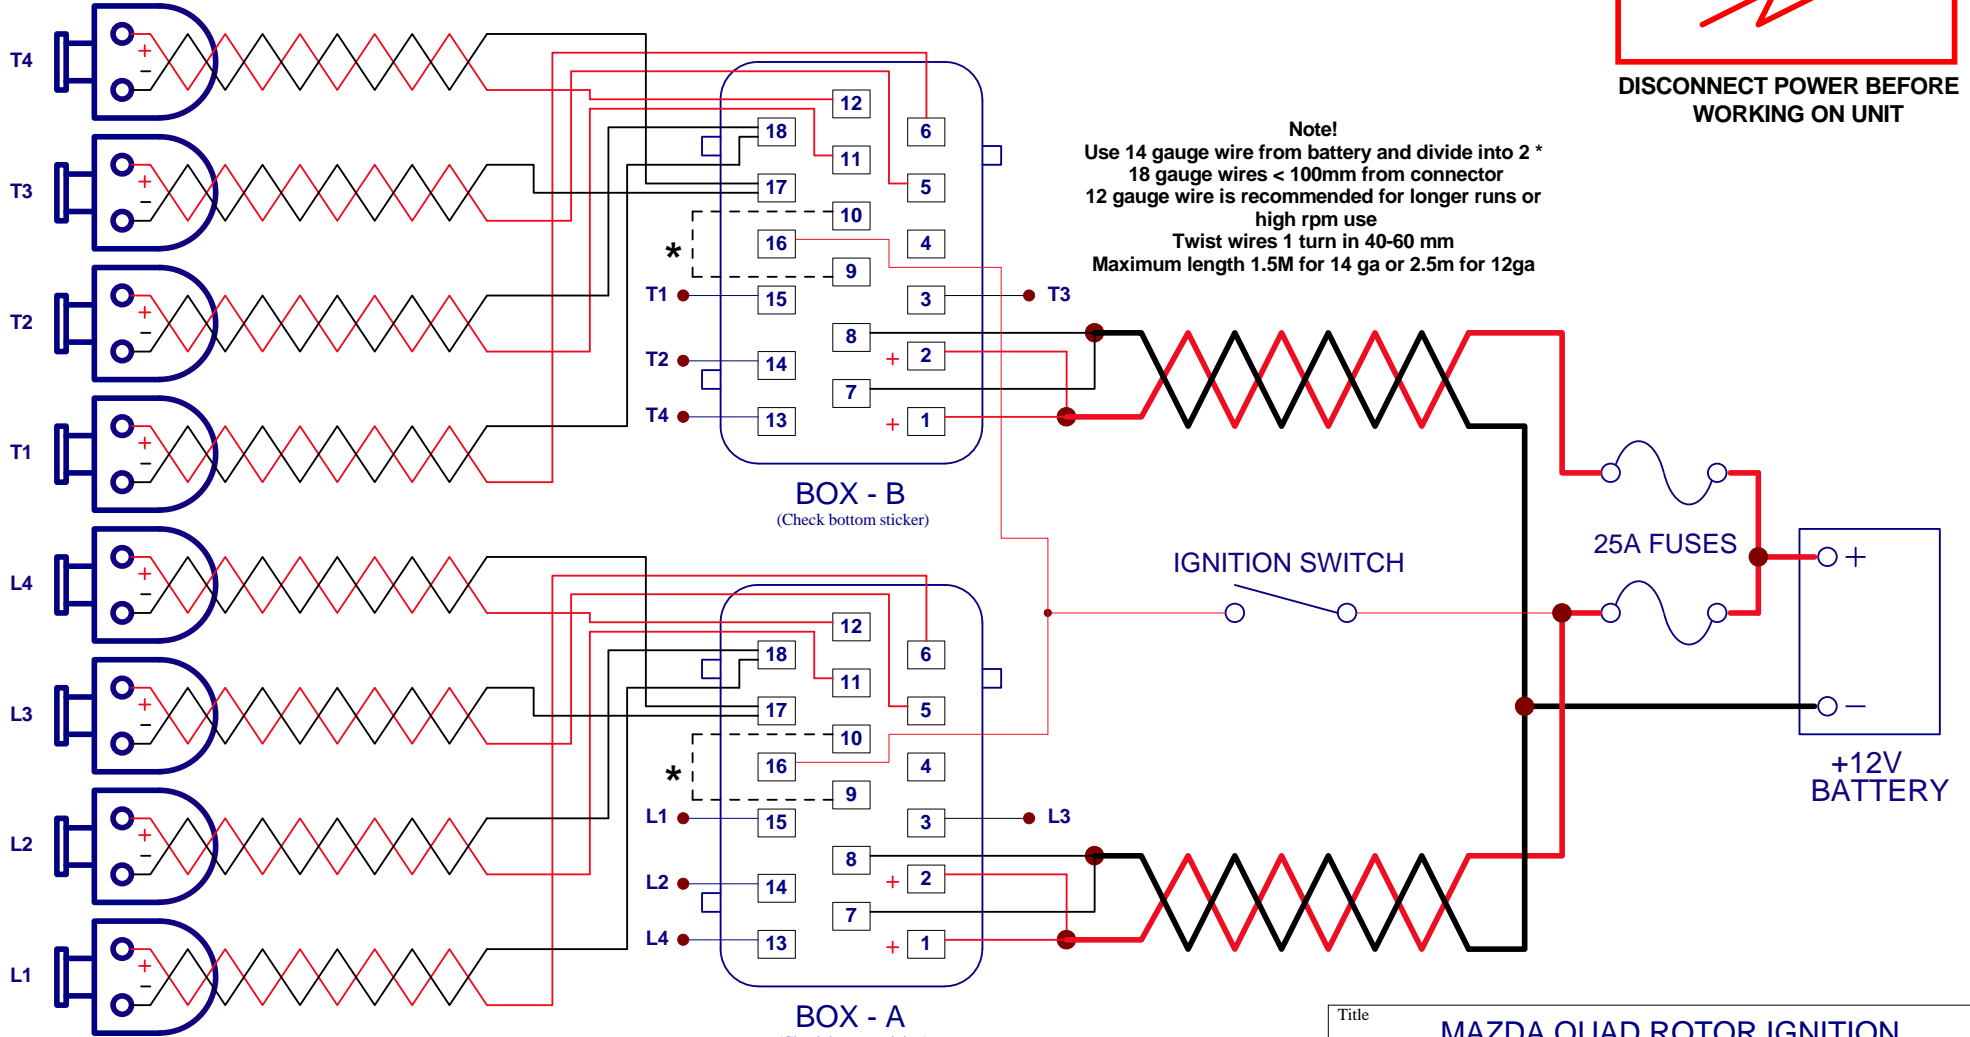 DISCONNECT POWER BEFORE
WORKING ON UNIT
Note!
Use 14 gauge wire from battery and divide into 2 *
18 gauge wires < 100mm from connector
12 gauge wire is recommended for longer runs or
high rpm use
Twist wires 1 turn in 40-60 mm
Maximum length 1.5M for 14 ga or 2.5m for 12ga
T4
+
−
T3
+
−
T2
+
−
T1
+
−
L4
+
−
L3
+
−
L2
+
−
L1
+
−
12
18
6
11
17
5
10
16
4
*
9
T1
15
3
T3
8
+ 2
T2
14
7
T4
13
+ 1
BOX - B
(Check bottom sticker)
12
18
6
11
17
5
10
16
4
*
9
L1
15
3
L3
8
+ 2
L2
14
7
L4
13
+ 1
BOX - A
IGNITION SWITCH
25A FUSES
+
−
+12V
BATTERY
Title
MAZDA QUAD ROTOR IGNITION